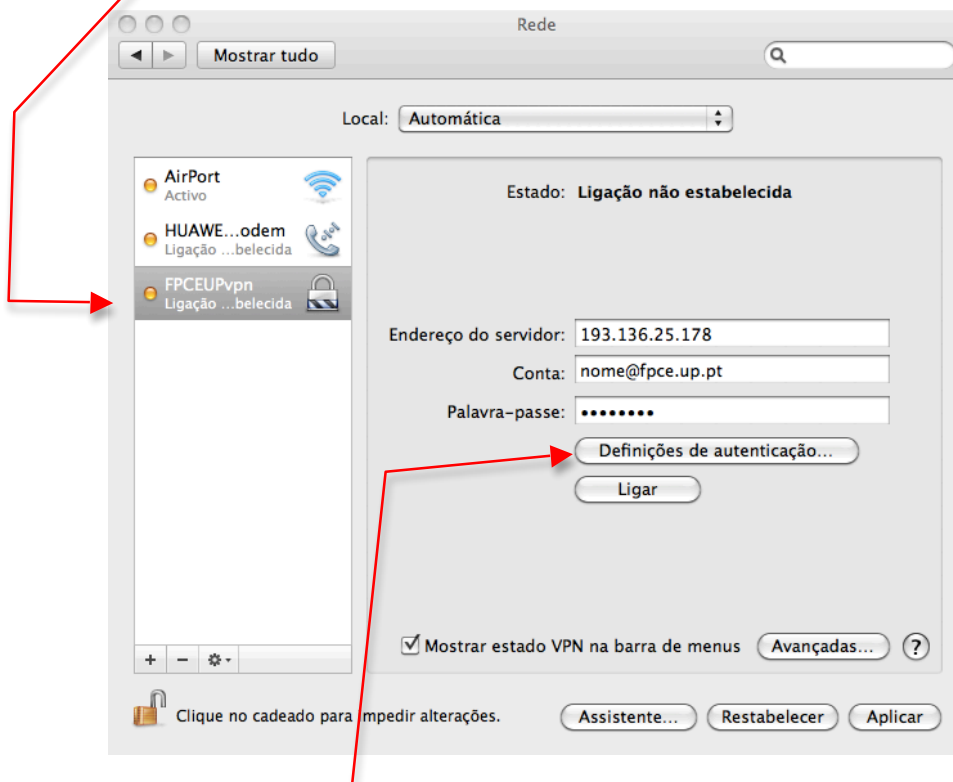 Rede
Mostrar tudo
Local: Automática
AirPort
Activo
HUAWE...odem
Ligação ...belecida
FPCEUPvpn
Ligação ...belecida
Estado: Ligação não estabelecida
Endereço do servidor: 193.136.25.178
Conta: nome@fpce.up.pt
Palavra-passe: ••••••••
Definições de autenticação...
Ligar
Mostrar estado VPN na barra de menus Avançadas... ?
Clique no cadeado para impedir alterações. Assistente... Restabelecer Aplicar